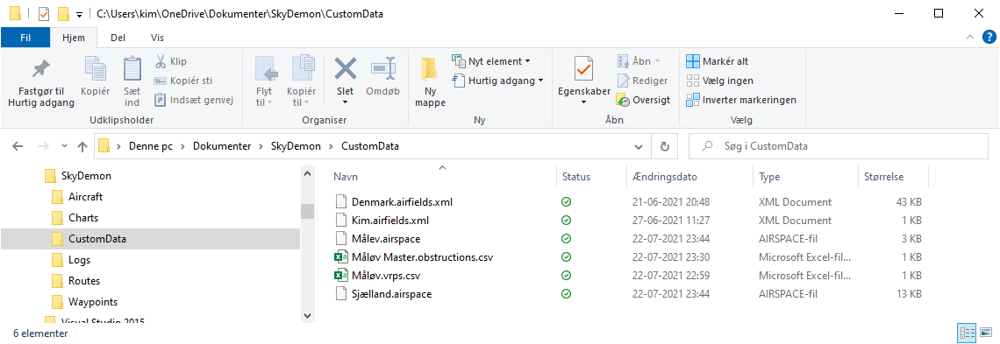 C:\Users\kim\OneDrive\Dokumenter\SkyDemon\CustomData
Fil Hjem Del Vis
Fastgør til Hurtig adgang
Kopiér
Sæt ind
Klip
Kopiér sti
Indsæt genvej
Udklipsholder
Flyt til
Kopiér til
Slet
Omdøb
Organiser
Ny mappe
Nyt element
Hurtig adgang
Ny
Egenskaber
Åbn
Rediger
Oversigt
Åbn
Markér alt
Vælg ingen
Inverter markeringen
Vælg
Denne pc > Dokumenter > SkyDemon > CustomData
Søg i CustomData
SkyDemon
Aircraft
Charts
CustomData
Logs
Routes
Waypoints
Visual Studio 2015
Navn Status Ændringsdato Type Størrelse
Denmark.airfields.xml 21-06-2021 20:48 XML Document 43 KB
Kim.airfields.xml 27-06-2021 11:27 XML Document 1 KB
Målev.airspace 22-07-2021 23:44 AIRSPACE-fil 3 KB
Måløv Master.obstructions.csv 22-07-2021 23:30 Microsoft Excel-fil... 1 KB
Måløv.vrps.csv 22-07-2021 22:59 Microsoft Excel-fil... 1 KB
Sjælland.airspace 22-07-2021 23:44 AIRSPACE-fil 13 KB
6 elementer